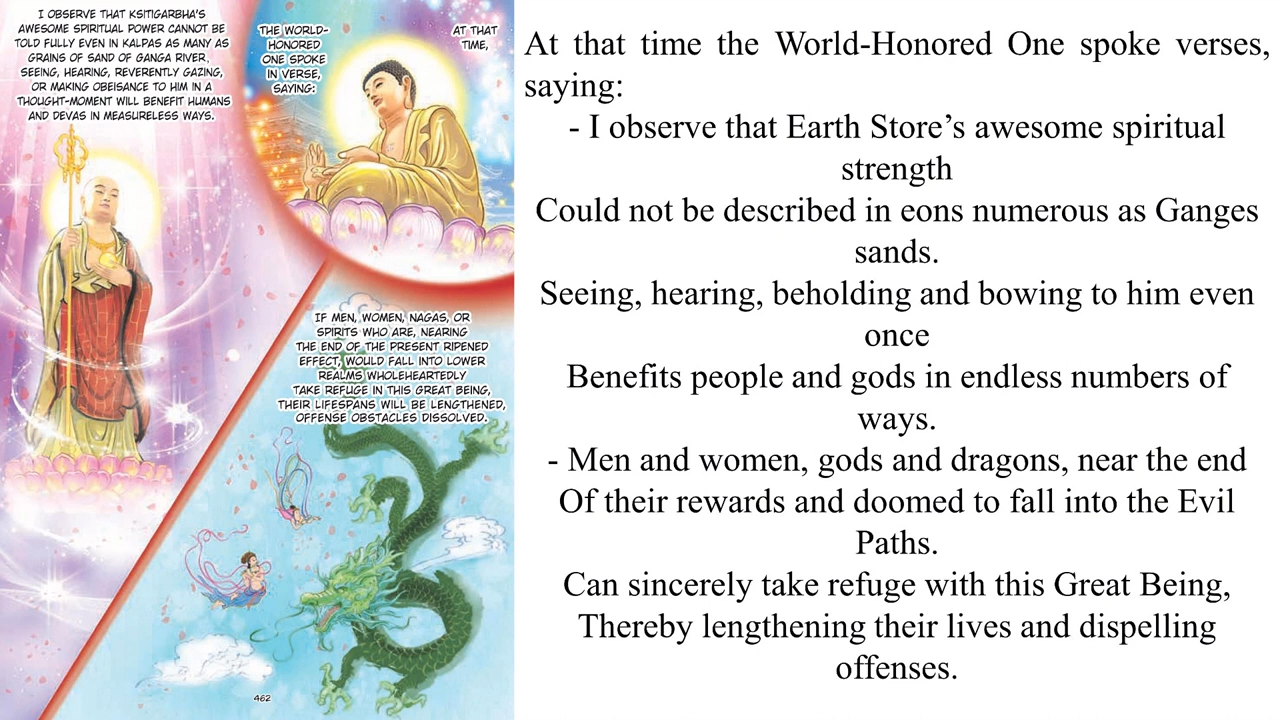 I OBSERVE THAT KSITIGARBHA'S
AWESOME SPIRITUAL POWER CANNOT BE
TOLD FULLY EVEN IN KALPAS AS MANY AS
GRAINS OF SAND OF GANGA RIVER.
SEEING, HEARING, REVERENTLY GAZING,
OR MAKING OBEISANCE TO HIM IN A
THOUGHT-MOMENT WILL BENEFIT HUMANS
AND DEVAS IN MEASURELESS WAYS.
AT THAT
TIME,
THE WORLD-
HONORED
ONE SPOKE
IN VERSE,
SAYING:
IF MEN, WOMEN, NAGAS, OR
SPIRITS WHO ARE, NEARING
THE END OF THE PRESENT RIPENED
EFFECT, WOULD FALL INTO LOWER
REALMS WHOLEHEARTEDLY
TAKE REFUGE IN THIS GREAT BEING,
THEIR LIFESPANS WILL BE LENGTHENED,
OFFENSE OBSTACLES DISSOLVED.
462
At that time the World-Honored One spoke verses,
saying:
- I observe that Earth Store’s awesome spiritual
strength
Could not be described in eons numerous as Ganges
sands.
Seeing, hearing, beholding and bowing to him even
once
Benefits people and gods in endless numbers of
ways.
- Men and women, gods and dragons, near the end
Of their rewards and doomed to fall into the Evil
Paths.
Can sincerely take refuge with this Great Being,
Thereby lengthening their lives and dispelling
offenses.